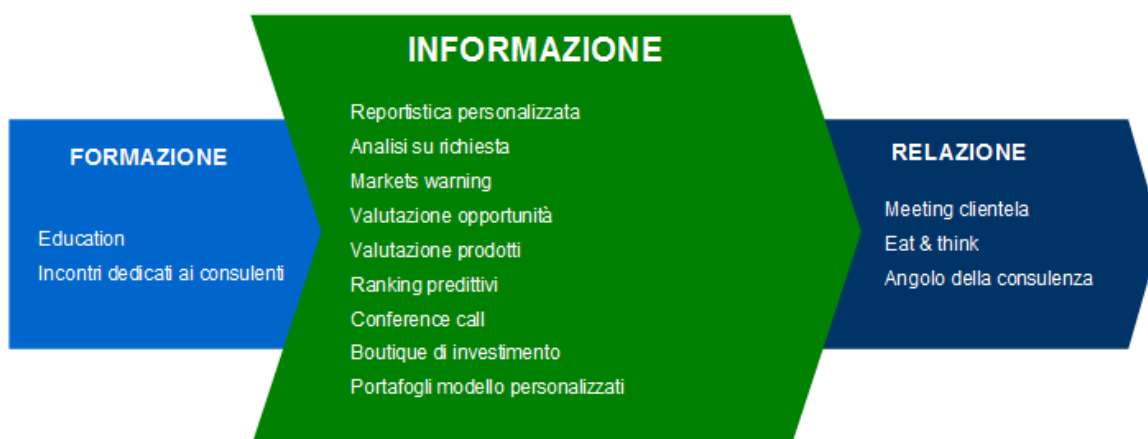 FORMAZIONE
Education
Incontri dedicati ai consulenti
INFORMAZIONE
Reportistica personalizzata
Analisi su richiesta
Markets warning
Valutazione opportunità
Valutazione prodotti
Ranking predittivi
Conference call
Boutique di investimento
Portafogli modello personalizzati
RELAZIONE
Meeting clientela
Eat & think
Angolo della consulenza